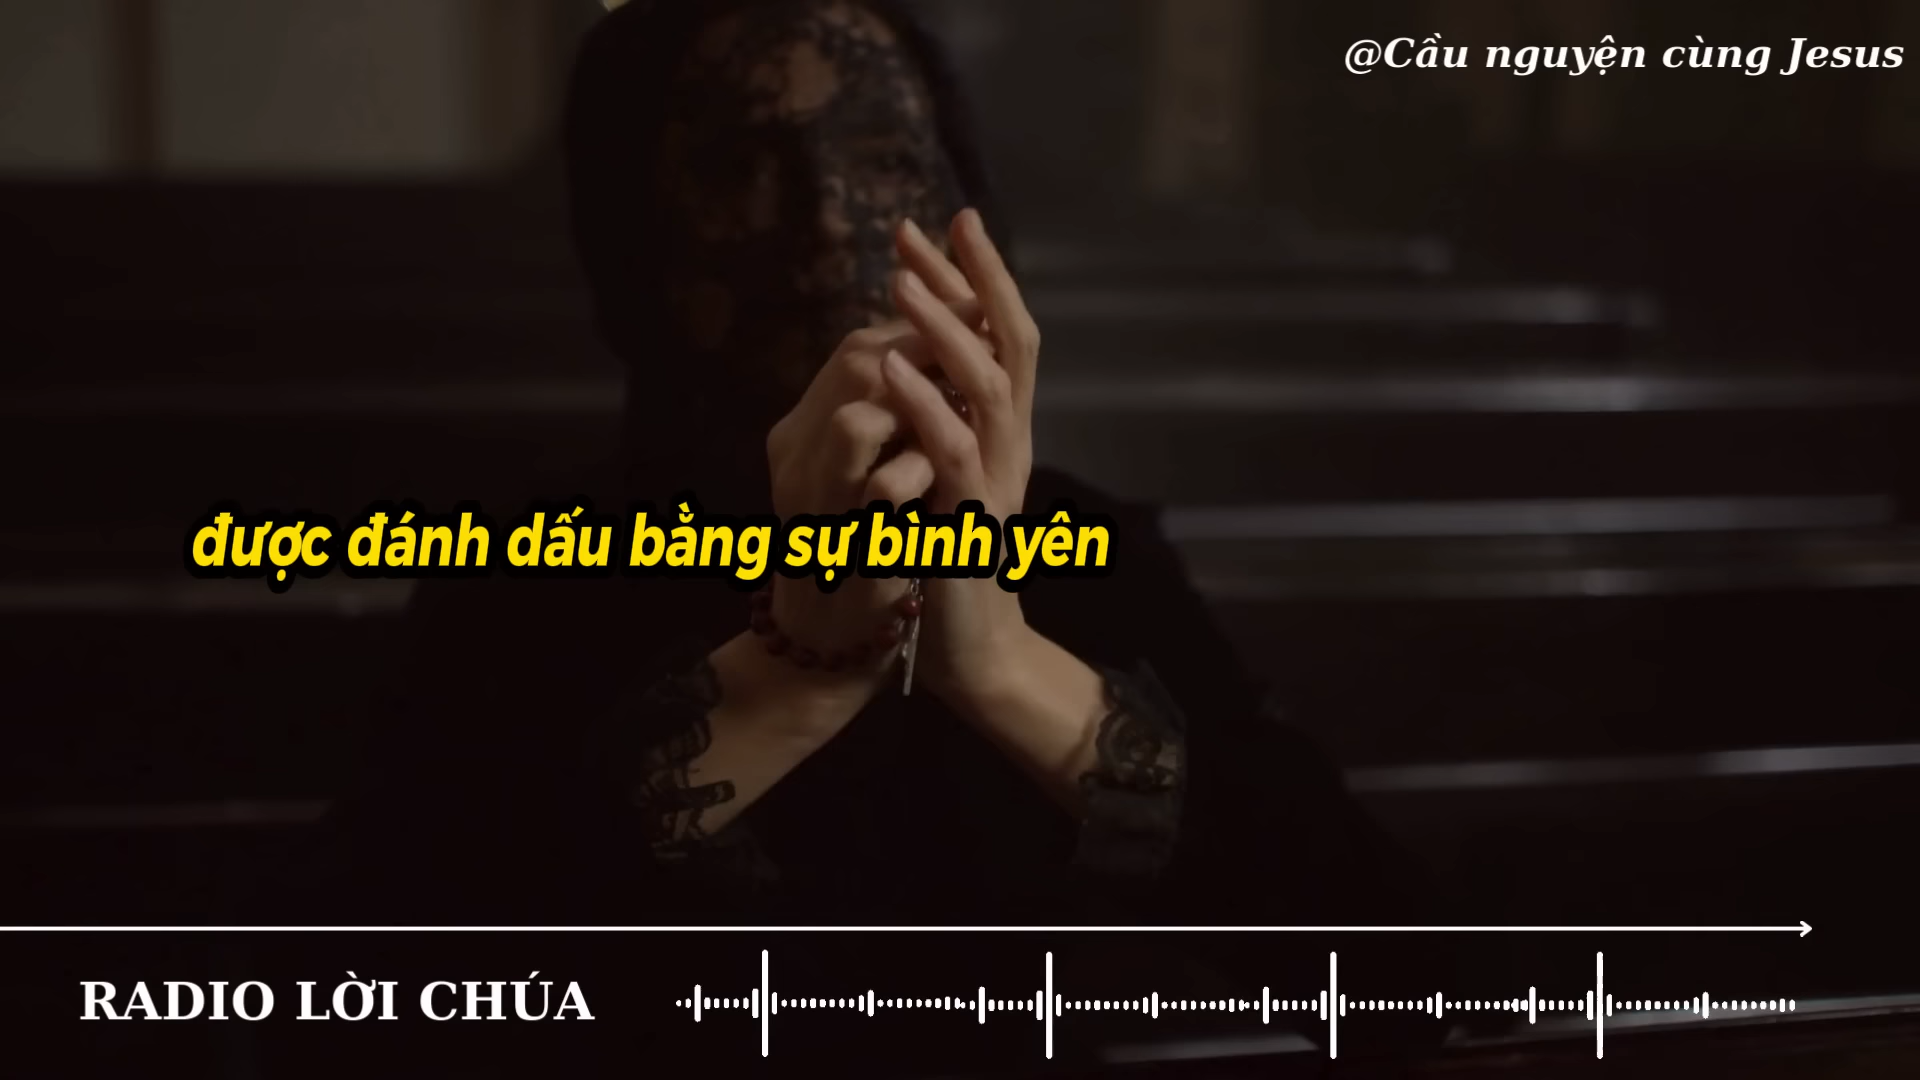 @Cầu nguyện cùng Jesus
được đánh dấu bằng sự bình yên
RADIO LỜI CHÚA